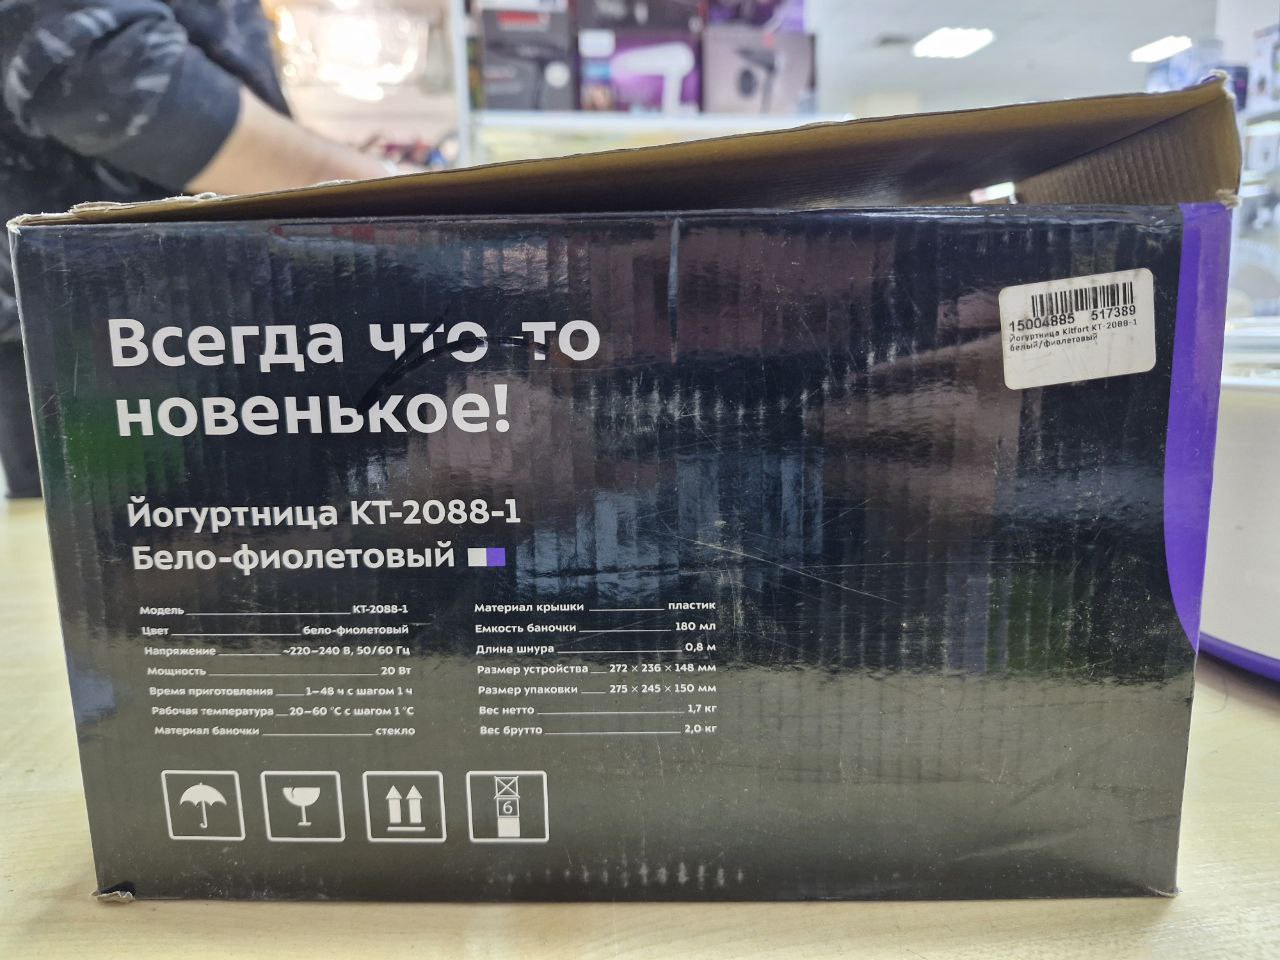 Всегда что-то
новенькое!
15004885 517389
Йогуртница Kitfort KT-2088-1
белый/фиолетовый
Йогуртница КТ-2088-1
Бело-фиолетовый
Модель КТ-2088-1
Цвет бело-фиолетовый
Напряжение ~220–240 В, 50/60 Гц
Мощность 20 Вт
Время приготовления 1–48 ч с шагом 1 ч
Рабочая температура 20–60 °C с шагом 1 °C
Материал баночки стекло
Материал крышки пластик
Емкость баночки 180 мл
Длина шнура 0,8 м
Размер устройства 272 × 236 × 148 мм
Размер упаковки 275 × 245 × 150 мм
Вес нетто 1,7 кг
Вес брутто 2,0 кг
6